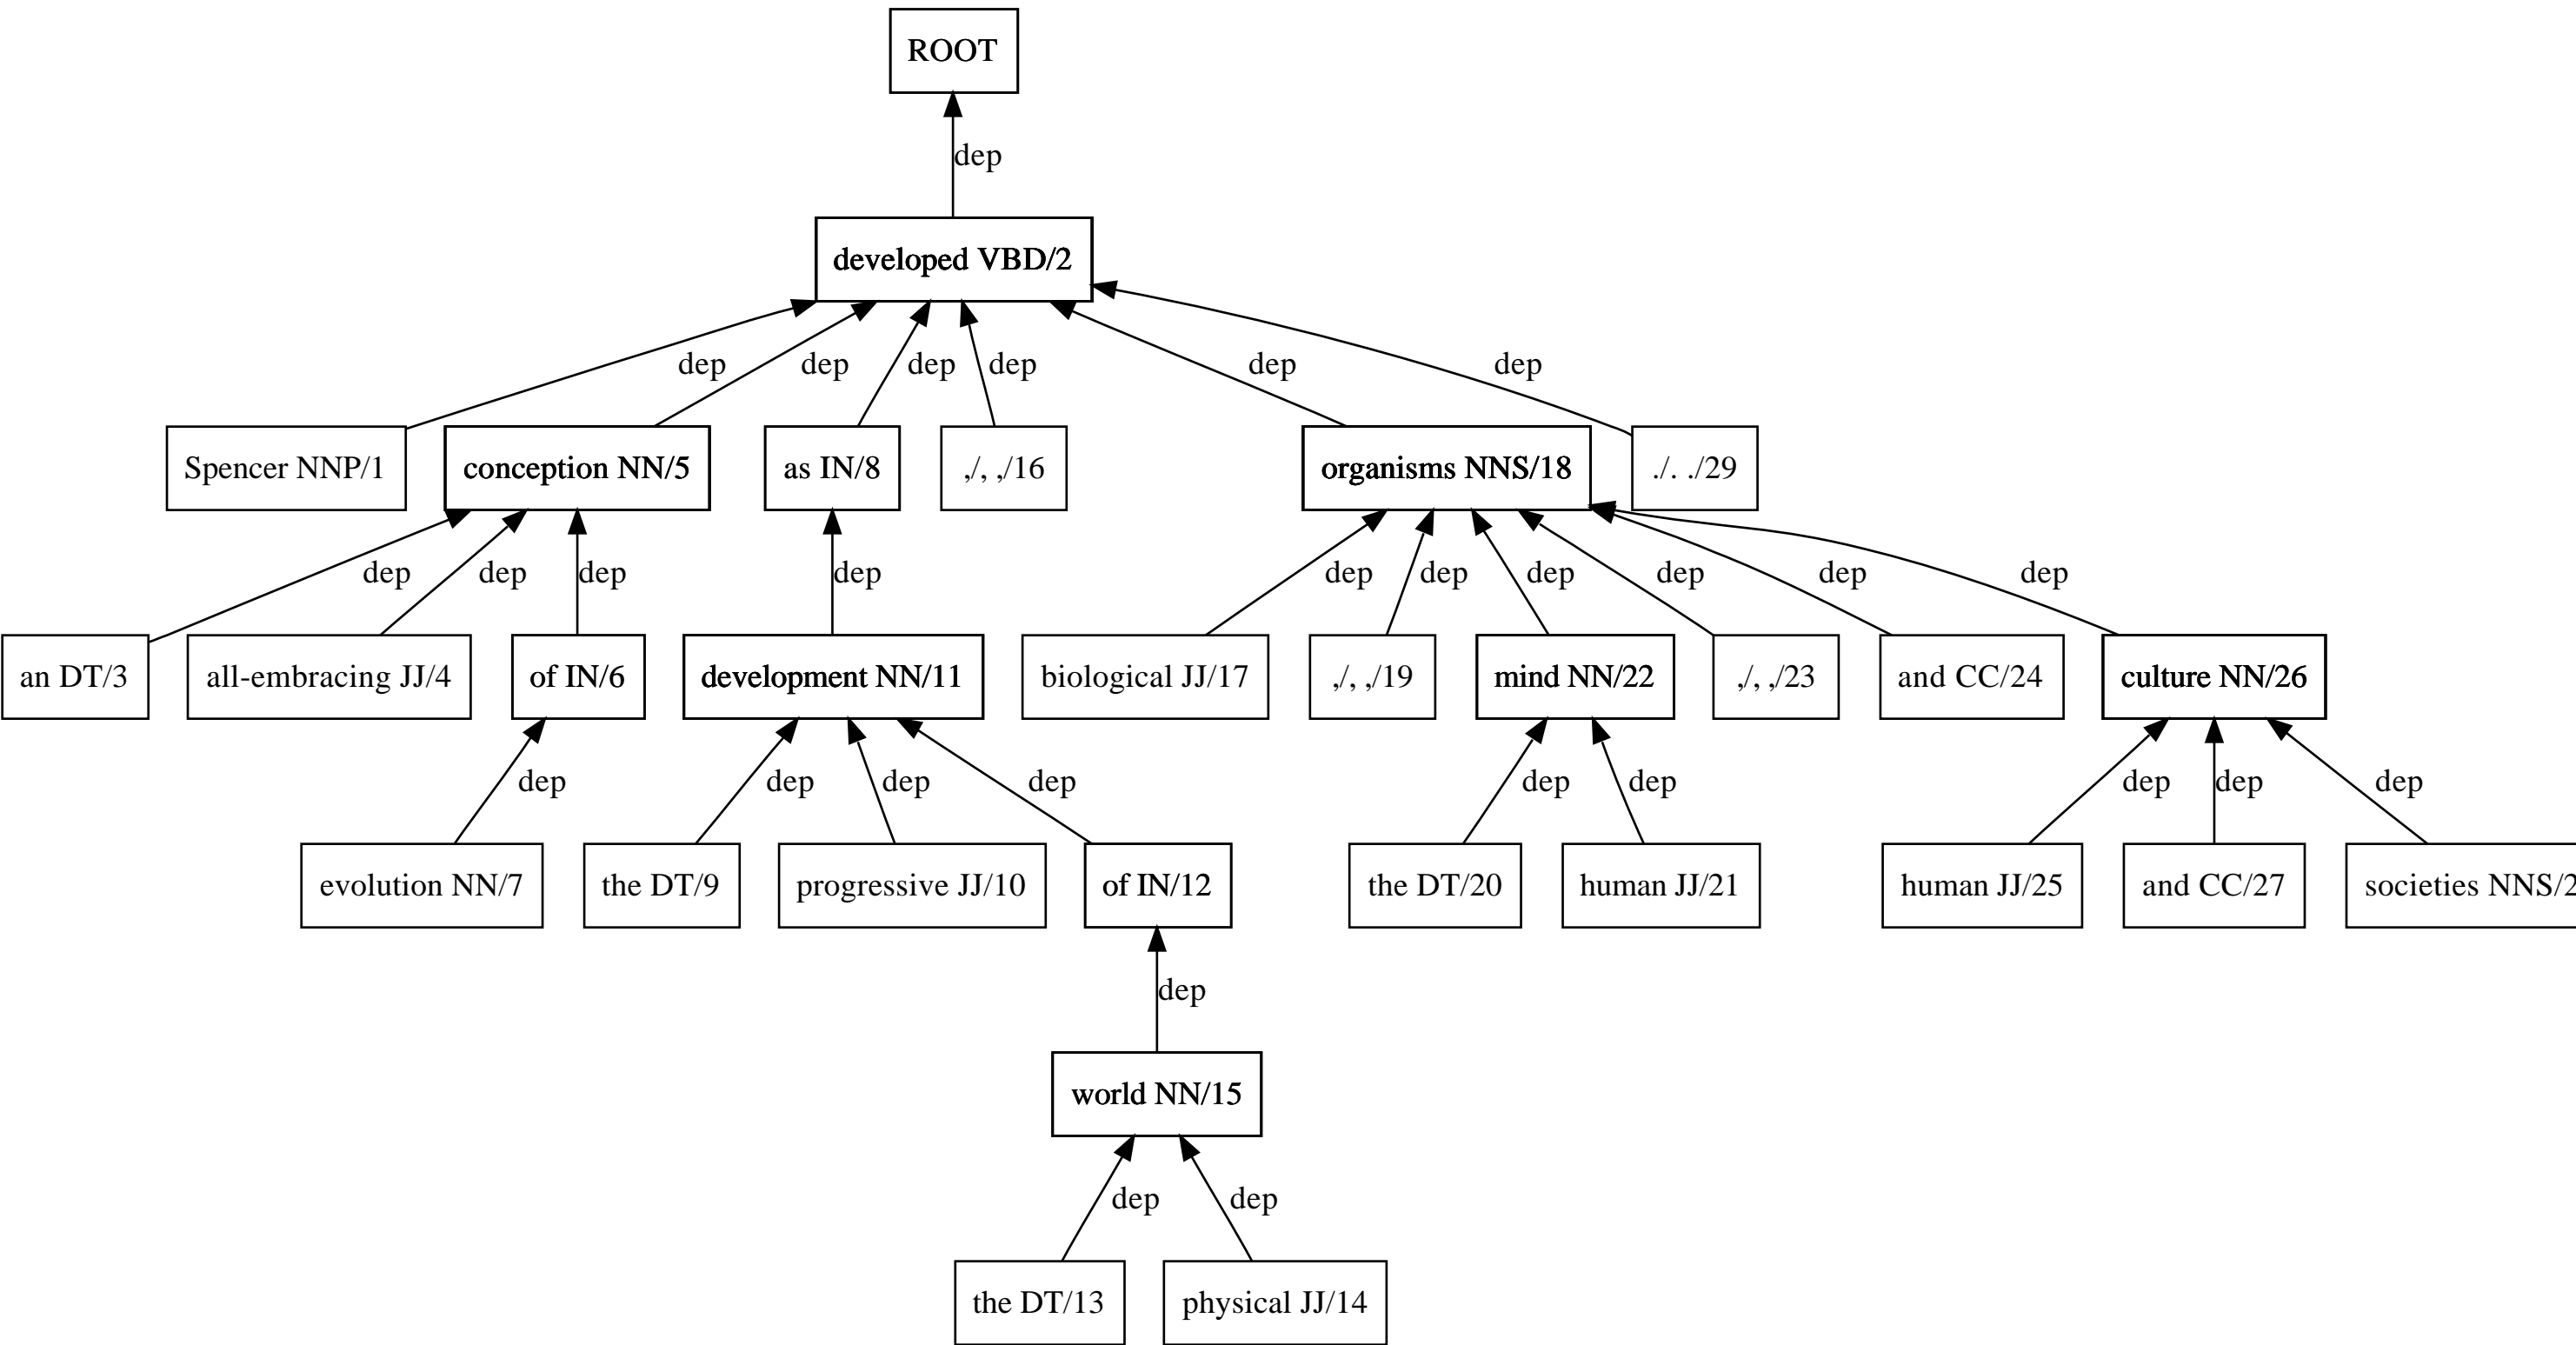 ROOT
dep
developed VBD/2
dep dep dep dep dep dep
Spencer NNP/1 conception NN/5 as IN/8 ,/, ,/16 organisms NNS/18 ./. ./29
dep dep dep dep dep dep dep dep dep dep
an DT/3 all-embracing JJ/4 of IN/6 development NN/11 biological JJ/17 ,/, ,/19 mind NN/22 ,/, ,/23 and CC/24 culture NN/26
dep dep dep dep dep dep dep dep dep
evolution NN/7 the DT/9 progressive JJ/10 of IN/12 the DT/20 human JJ/21 human JJ/25 and CC/27 societies NNS/2
dep
world NN/15
dep dep
the DT/13 physical JJ/14